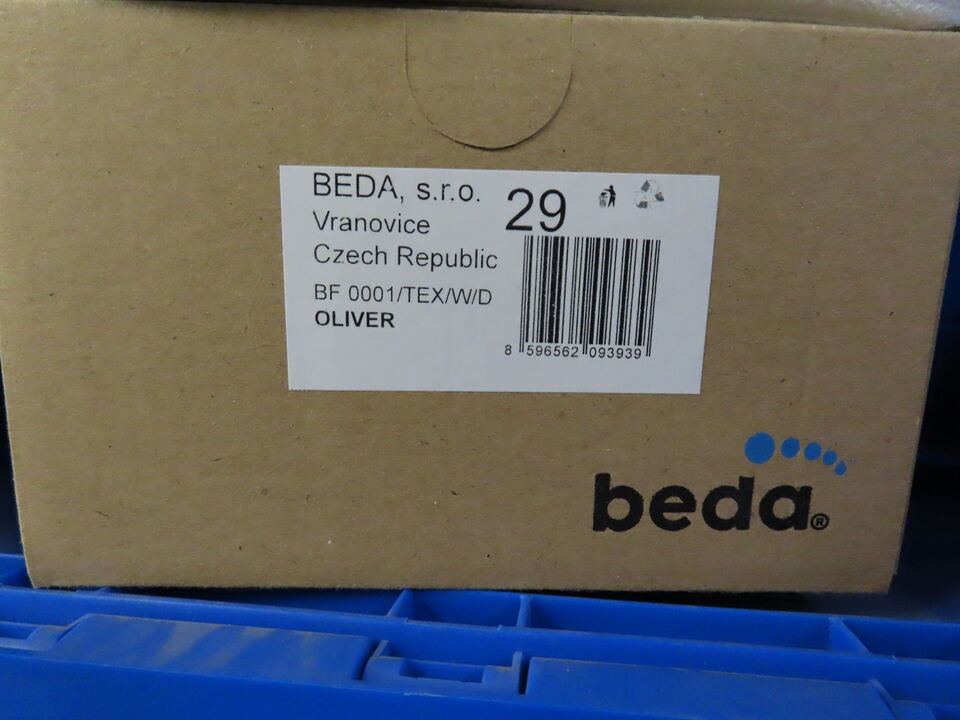 BEDA, s.r.o.
Vranovice
Czech Republic
BF 0001/TEX/W/D
OLIVER
29
8 596562 093939
beda®